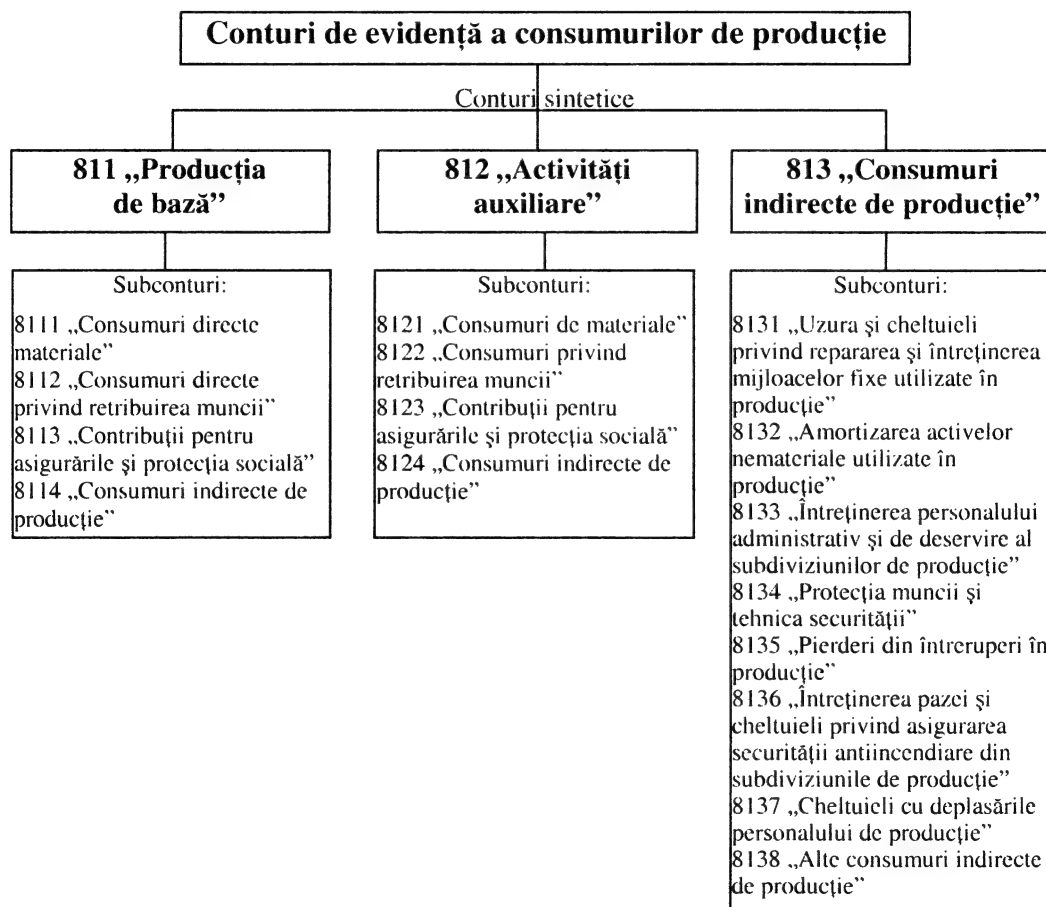 Conturi de evidență a consumurilor de producție
Conturi sintetice
811 „Producția
de bază”
812 „Activități
auxiliare”
813 „Consumuri
indirecte de producție”
Subconturi:
8111 „Consumuri directe
materiale”
8112 „Consumuri directe
privind retribuirea muncii”
8113 „Contribuții pentru
asigurările și protecția socială”
8114 „Consumuri indirecte de
producție”
Subconturi:
8121 „Consumuri de materiale”
8122 „Consumuri privind
retribuirea muncii”
8123 „Contribuții pentru
asigurările și protecția socială”
8124 „Consumuri indirecte de
producție”
Subconturi:
8131 „Uzura și cheltuieli
privind repararea și întreținerea
mijloacelor fixe utilizate în
producție”
8132 „Amortizarea activelor
nemateriale utilizate în
producție”
8133 „Întreținerea personalului
administrativ și de deservire al
subdiviziunilor de producție”
8134 „Protecția muncii și
tehnica securității”
8135 „Pierderi din întreruperi în
producție”
8136 „Întreținerea pazei și
cheltuieli privind asigurarea
securității antiincendiare din
subdiviziunile de producție”
8137 „Cheltuieli cu deplasările
personalului de producție”
8138 „Alte consumuri indirecte
de producție”